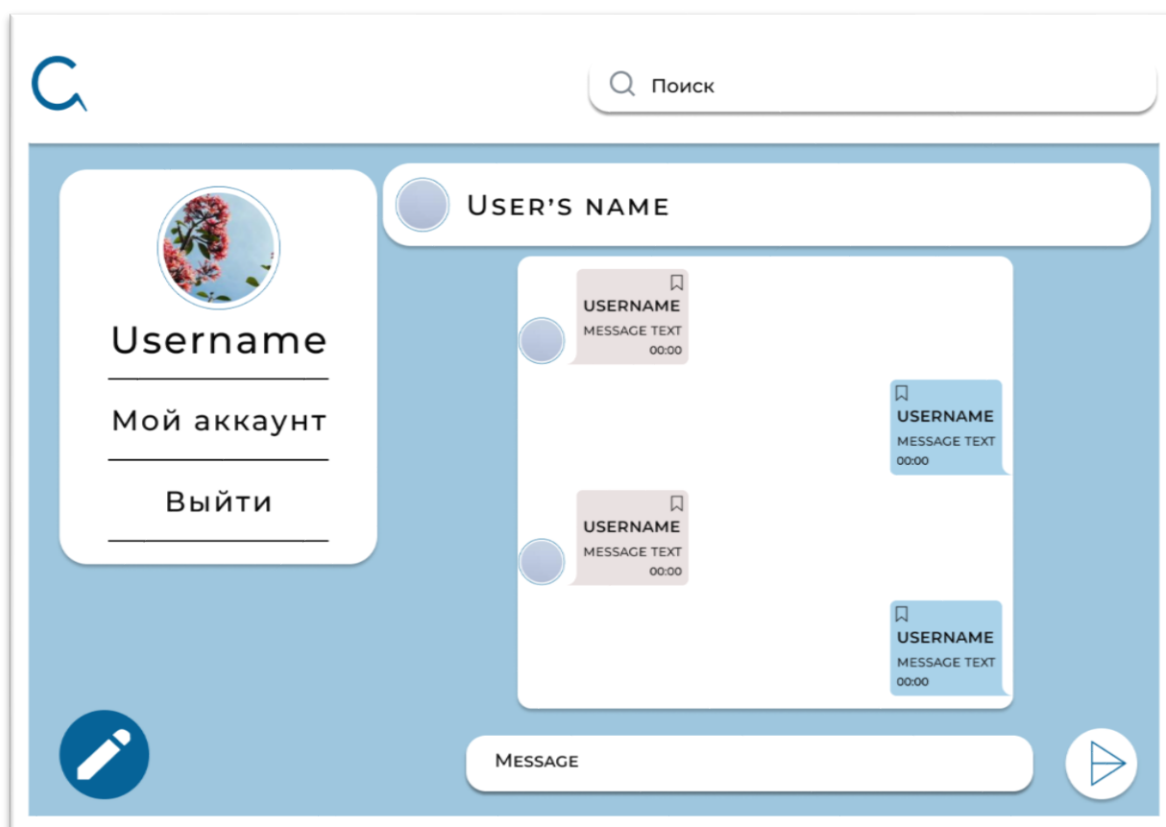 Поиск
Username
Мой аккаунт
Выйти
USER’S NAME
USERNAME
MESSAGE TEXT
00:00
USERNAME
MESSAGE TEXT
00:00
USERNAME
MESSAGE TEXT
00:00
USERNAME
MESSAGE TEXT
00:00
MESSAGE